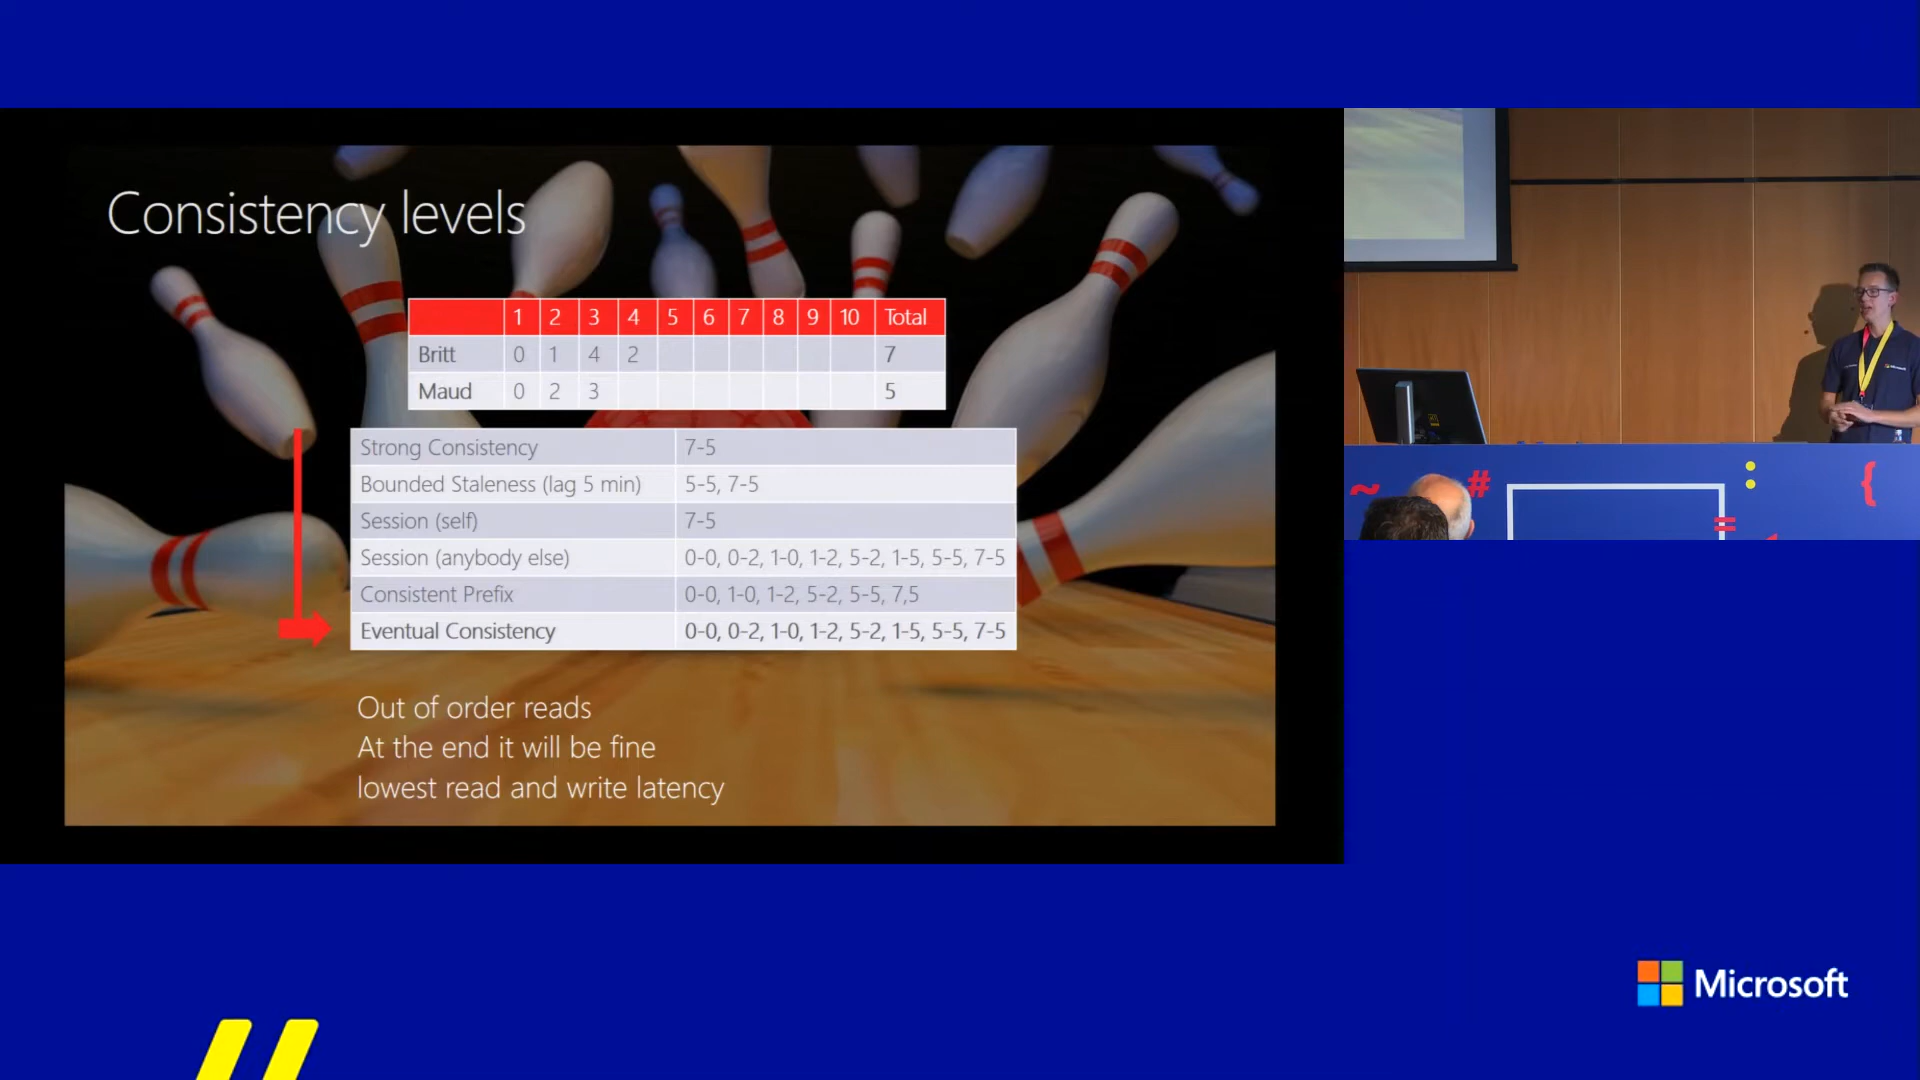 Consistency levels
1 2 3 4 5 6 7 8 9 10 Total
Britt 0 1 4 2 7
Maud 0 2 3 5
Strong Consistency 7-5
Bounded Staleness (lag 5 min) 5-5, 7-5
Session (self) 7-5
Session (anybody else) 0-0, 0-2, 1-0, 1-2, 5-2, 1-5, 5-5, 7-5
Consistent Prefix 0-0, 1-0, 1-2, 5-2, 5-5, 7,5
Eventual Consistency 0-0, 0-2, 1-0, 1-2, 5-2, 1-5, 5-5, 7-5
Out of order reads
At the end it will be fine
lowest read and write latency
~ # = : {
Microsoft